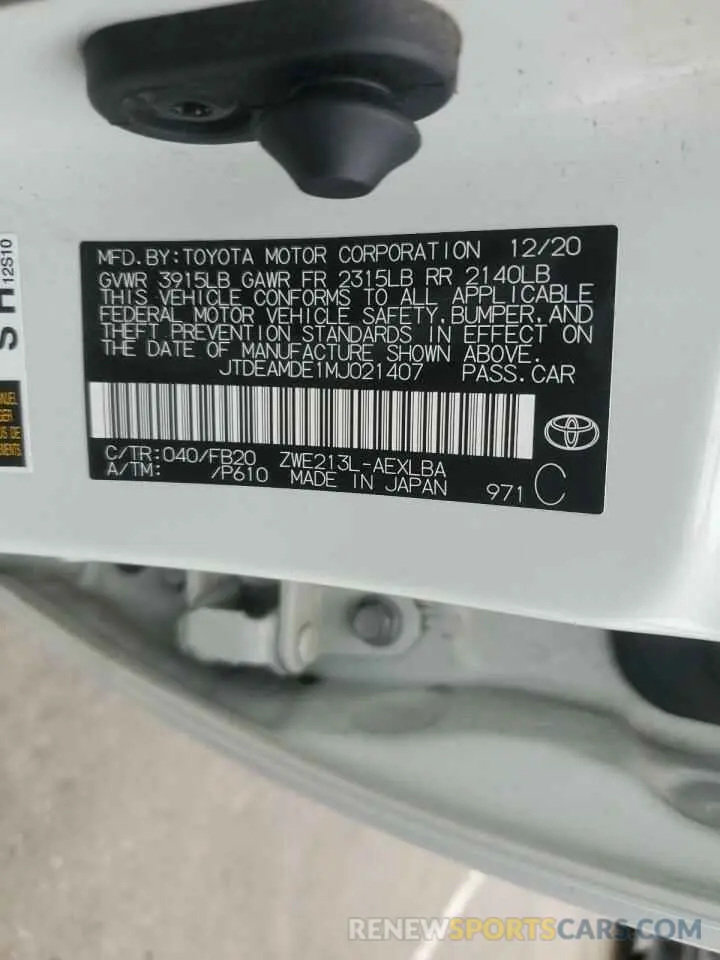 MFD. BY: TOYOTA MOTOR CORPORATION 12/20
GVWR 3915LB GAWR FR 2315LB RR 2140LB
THIS VEHICLE CONFORMS TO ALL APPLICABLE
FEDERAL MOTOR VEHICLE SAFETY, BUMPER, AND
THEFT PREVENTION STANDARDS IN EFFECT ON
THE DATE OF MANUFACTURE SHOWN ABOVE.
JTDEAMDE1MJ021407 PASS. CAR
C/TR: 040/FB20 ZWE213L-AEXLBA
A/TM: /P610 MADE IN JAPAN 971 C
S H
12S10
RENEWSPORTSCARS.COM